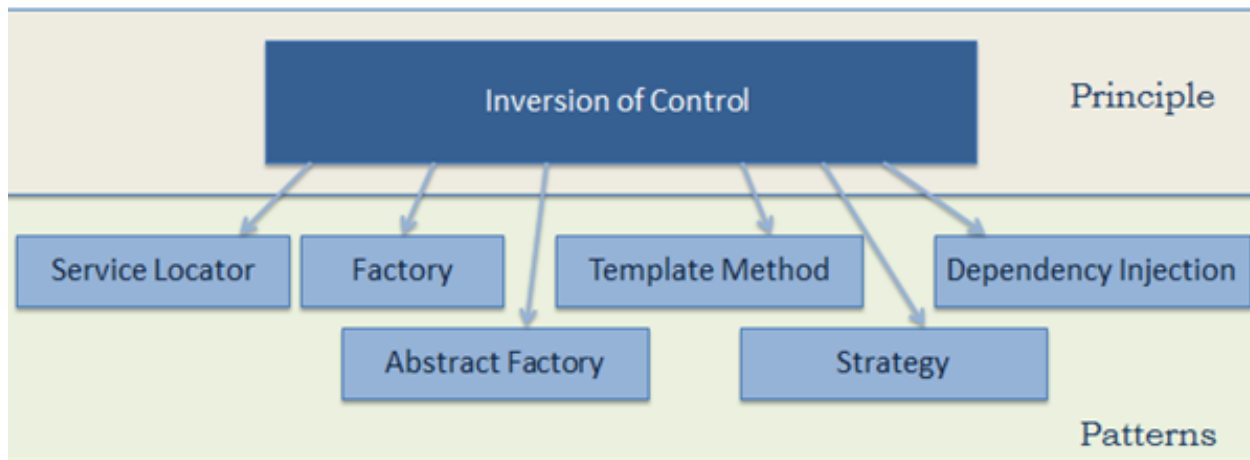 Inversion of Control
Principle
Service Locator
Factory
Template Method
Dependency Injection
Abstract Factory
Strategy
Patterns